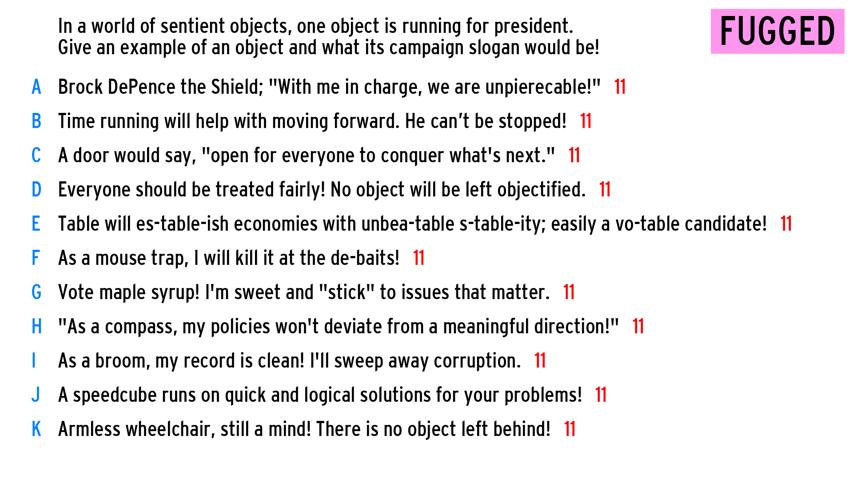 In a world of sentient objects, one object is running for president.
FUGGED
Give an example of an object and what its campaign slogan would be!
A Brock DePence the Shield; "With me in charge, we are unpierecable!" 11
B Time running will help with moving forward. He can't be stopped! 11
C A door would say, "open for everyone to conquer what's next." 11
D Everyone should be treated fairly! No object will be left objectified. 11
E Table will es-table-ish economies with unbea-table s-table-ity; easily a vo-table candidate! 11
F As a mouse trap, I will kill it at the de-baits! 11
G Vote maple syrup! I'm sweet and "stick" to issues that matter. 11
H "As a compass, my policies won't deviate from a meaningful direction!" 11
I As a broom, my record is clean! I'll sweep away corruption. 11
J A speedcube runs on quick and logical solutions for your problems! 11
K Armless wheelchair, still a mind! There is no object left behind! 11